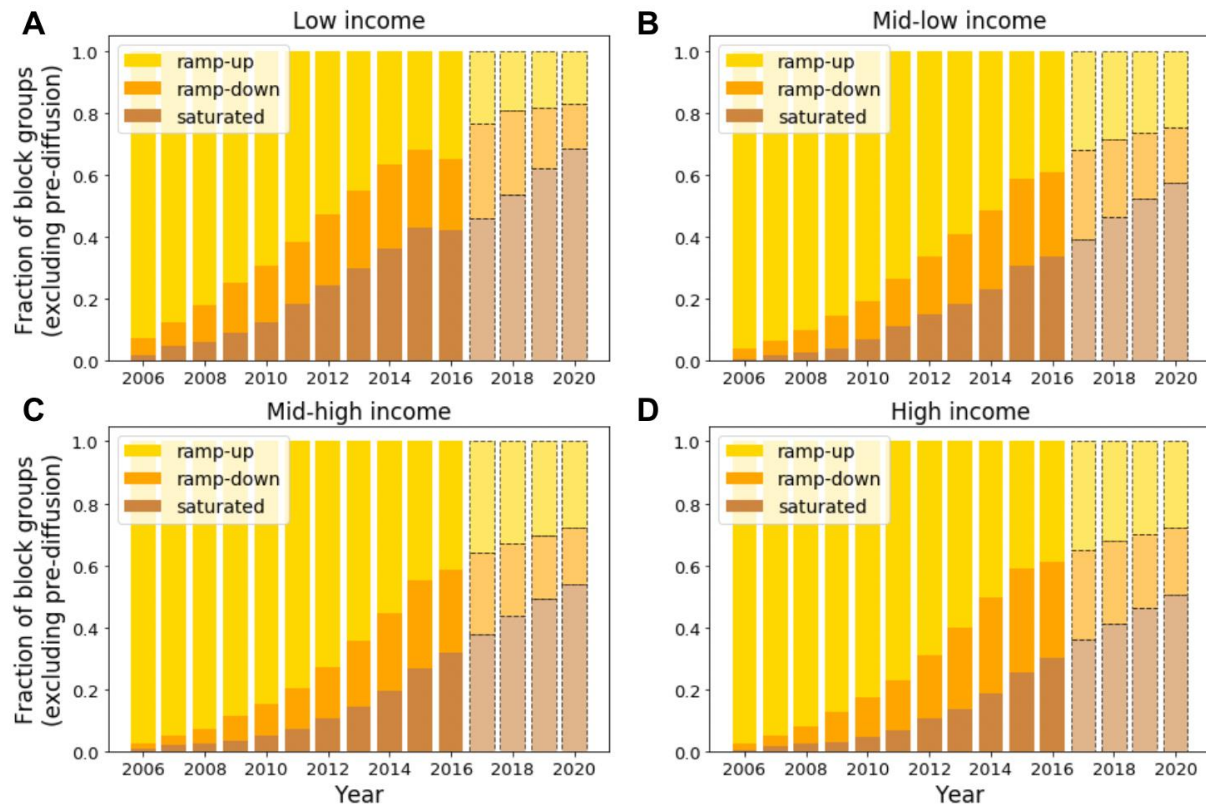 A
Low income
Fraction of block groups
(excluding pre-diffusion)
1.0
0.8
0.6
0.4
0.2
0.0
ramp-up
ramp-down
saturated
2006 2008 2010 2012 2014 2016 2018 2020
B
Mid-low income
1.0
0.8
0.6
0.4
0.2
0.0
ramp-up
ramp-down
saturated
2006 2008 2010 2012 2014 2016 2018 2020
C
Mid-high income
Fraction of block groups
(excluding pre-diffusion)
1.0
0.8
0.6
0.4
0.2
0.0
ramp-up
ramp-down
saturated
2006 2008 2010 2012 2014 2016 2018 2020
Year
D
High income
1.0
0.8
0.6
0.4
0.2
0.0
ramp-up
ramp-down
saturated
2006 2008 2010 2012 2014 2016 2018 2020
Year